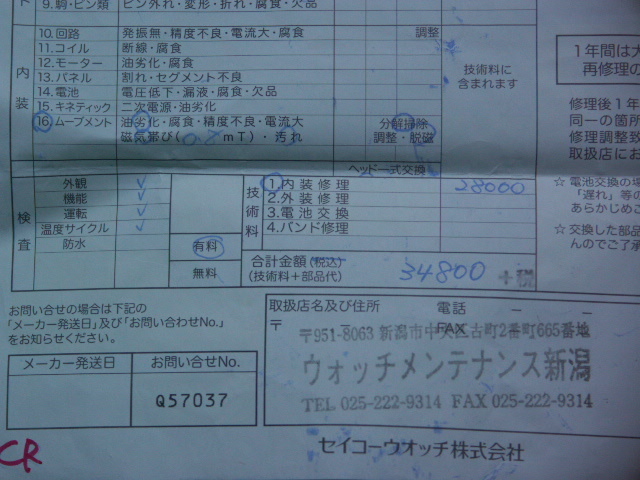 9.駒・ピン類 ピン外れ・変形・折れ・腐食・欠品
10.回路 発振無・精度不良・電流大・腐食 調整
11.コイル 断線・腐食
12.モーター 油劣化・腐食
13.パネル 割れ・セグメント不良
14.電池 電圧低下・漏液・腐食・欠品
15.キネティック 二次電源・油劣化
16.ムーブメント 油劣化・腐食・精度不良・電流大 分解掃除
磁気帯び( mT)・汚れ 調整・脱磁
内装
技術料に
含まれます
ヘッド一式交換
検査
外観
機能
運転
温度サイクル
防水
有料
無料
技術料
1.内装修理 28000
2.外装修理
3.電池交換
4.バンド修理
合計金額(税込)
(技術料+部品代) 34800 +税
1年間は
再修理の
修理後1年
同一の箇所
修理調整致
取扱店にお
☆電池交換の場
「遅れ」等の
あらかじめご
☆交換した部品
んのでご了承
お問い合せの場合は下記の
「メーカー発送日」及び「お問い合わせNo.」
をお知らせください。
メーカー発送日 お問い合せNo.
Q57037
取扱店名及び住所 電話 － －
〒 FAX － －
〒951-8063 新潟市中央区古町2番町665番地
ウォッチメンテナンス新潟
TEL 025-222-9314 FAX 025-222-9314
セイコーウオッチ株式会社
CR